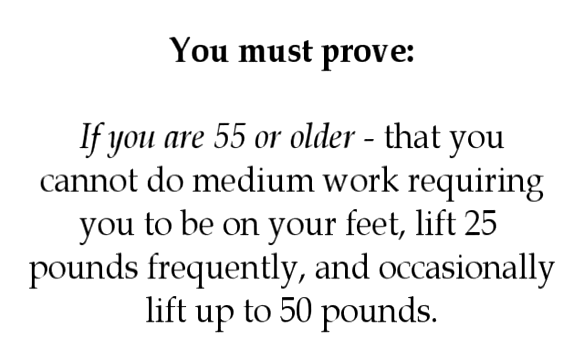 You must prove:
If you are 55 or older - that you
cannot do medium work requiring
you to be on your feet, lift 25
pounds frequently, and occasionally
lift up to 50 pounds.